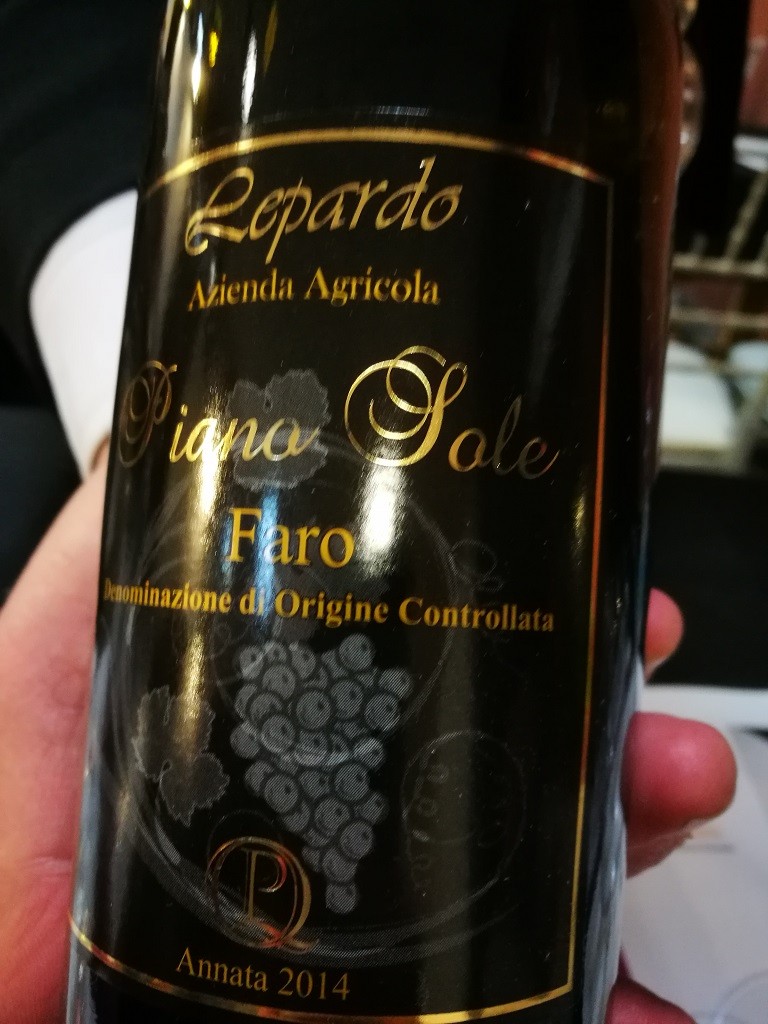 Lepardo
Azienda Agricola
Piano Sole
Faro
Denominazione di Origine Controllata
Annata 2014